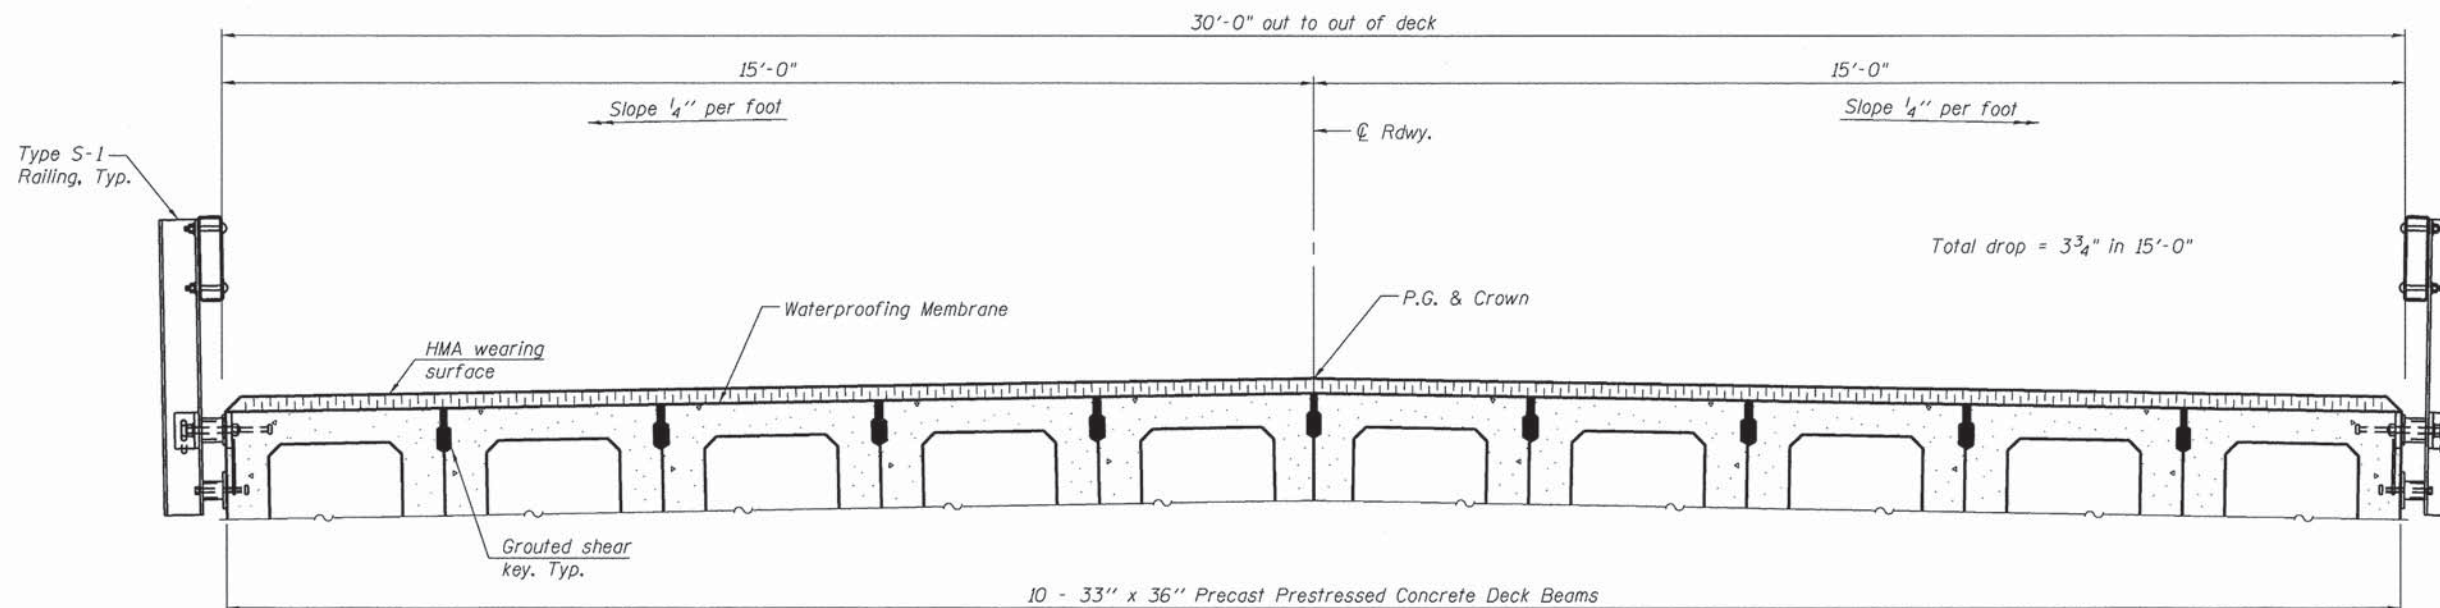 30'-0" out to out of deck
15'-0"
15'-0"
Slope 1/4" per foot
Slope 1/4" per foot
℄ Rdwy.
Type S-1
Railing, Typ.
Total drop = 3 3/4" in 15'-0"
P.G. & Crown
Waterproofing Membrane
HMA wearing
surface
Grouted shear
key. Typ.
10 - 33" x 36" Precast Prestressed Concrete Deck Beams